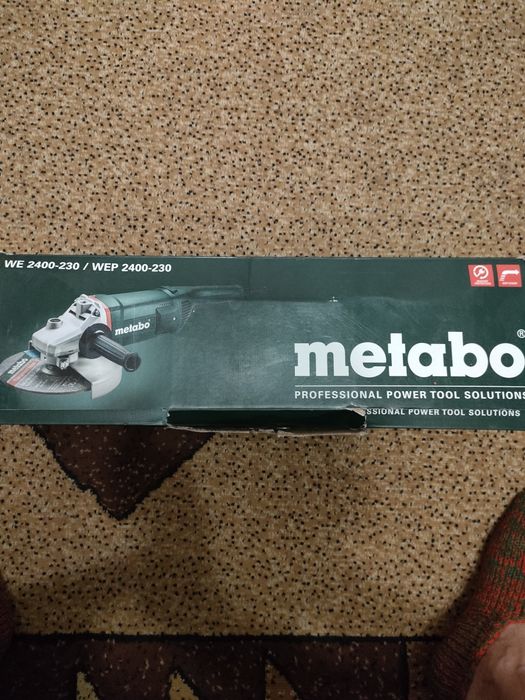 WE 2400-230 / WEP 2400-230
metabo
metabo®
PROFESSIONAL POWER TOOL SOLUTIONS
SSIONAL POWER TOOL SOLUTIONS